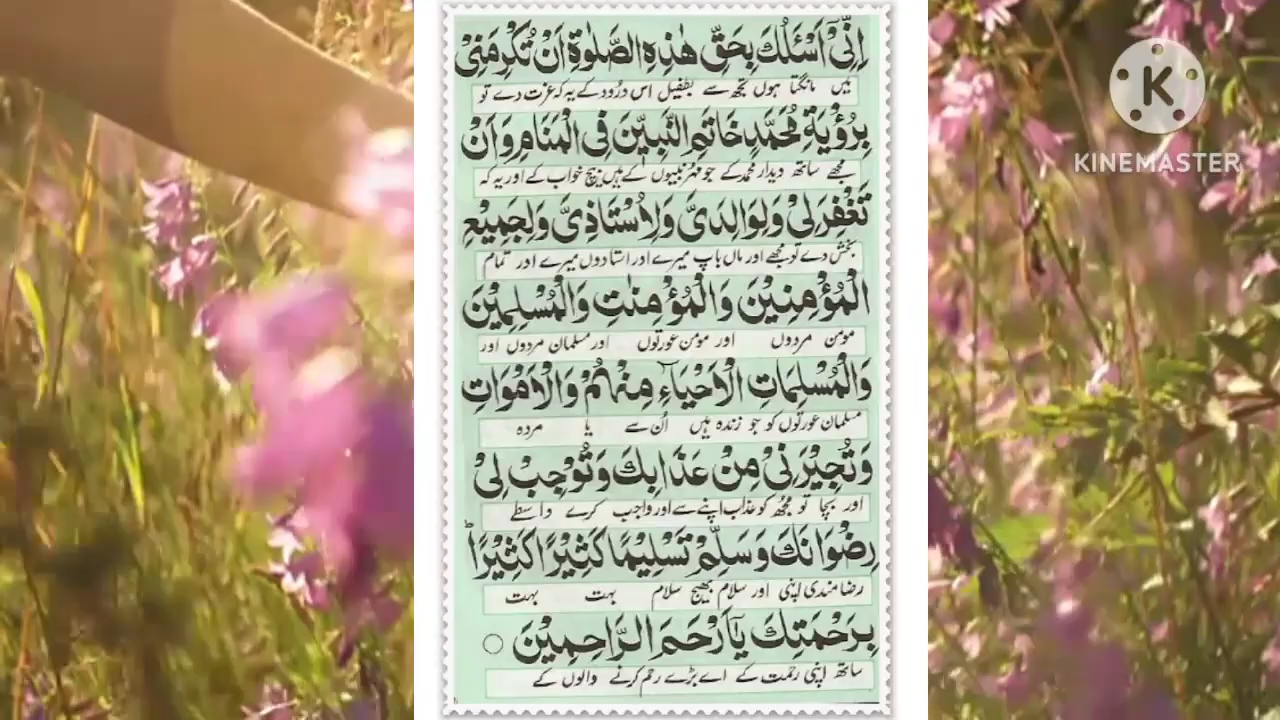 اِنِّیْٓ اَسْئَلُكَ بِحَقِّ هٰذِهِ الصَّلٰوةِ اَنْ تُكْرِمَنِیْ
میں مانگتا ہوں تجھ سے بطفیل اس درود کے یہ کہ عزت دے تو
بِرُؤْیَةِ مُحَمَّدٍ خَاتِمِ النَّبِیّٖنَ فِی الْمَنَامِ وَاَنْ
مجھے ساتھ دیدار محمد کے جو مہر نبیوں کے ہیں بیچ خواب کے اور یہ کہ
تَغْفِرَ لِیْ وَلِوَالِدَیَّ وَلِاُسْتَاذِیَّ وَلِجَمِیْعِ
بخش دے تو مجھے اور ماں باپ میرے اور استادوں میرے اور تمام
الْمُؤْمِنِیْنَ وَالْمُؤْمِنٰتِ وَالْمُسْلِمِیْنَ
مومن مردوں اور مومن عورتوں اور مسلمان مردوں اور
وَالْمُسْلِمَاتِ الْاَحْیَآءِ مِنْهُمْ وَالْاَمْوَاتِ
مسلمان عورتوں کو جو زندہ ہیں اُن سے یا مردہ
وَتُجِیْرَنِیْ مِنْ عَذَابِكَ وَتُوْجِبَ لِیْ
اور بچا تو مجھ کو عذاب اپنے سے اور واجب کرے واسطے
رِضْوَانَكَ وَسَلِّمْ تَسْلِیْمًا كَثِیْرًا كَثِیْرًاط
رضامندی اپنی اور سلام بھیج سلام بہت بہت
بِرَحْمَتِكَ یَآاَرْحَمَ الرَّاحِمِیْنَ ○
ساتھ اپنی رحمت کے اے بڑے رحم کرنے والوں کے
K
KINEMASTER